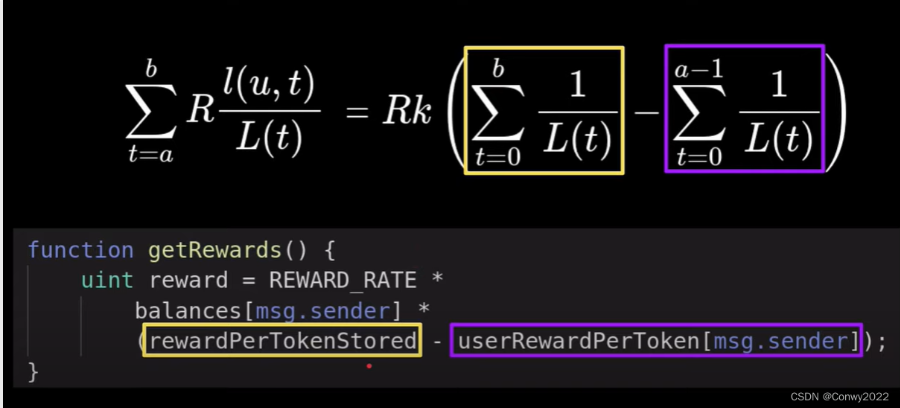 \sum_{t=a}^{b} R \frac{l(u,t)}{L(t)} = Rk \left( \sum_{t=0}^{b} \frac{1}{L(t)} - \sum_{t=0}^{a-1} \frac{1}{L(t)} \right)
function getRewards() {
uint reward = REWARD_RATE *
balances[msg.sender] *
(rewardPerTokenStored - userRewardPerToken[msg.sender]);
}
CSDN @Conwy2022